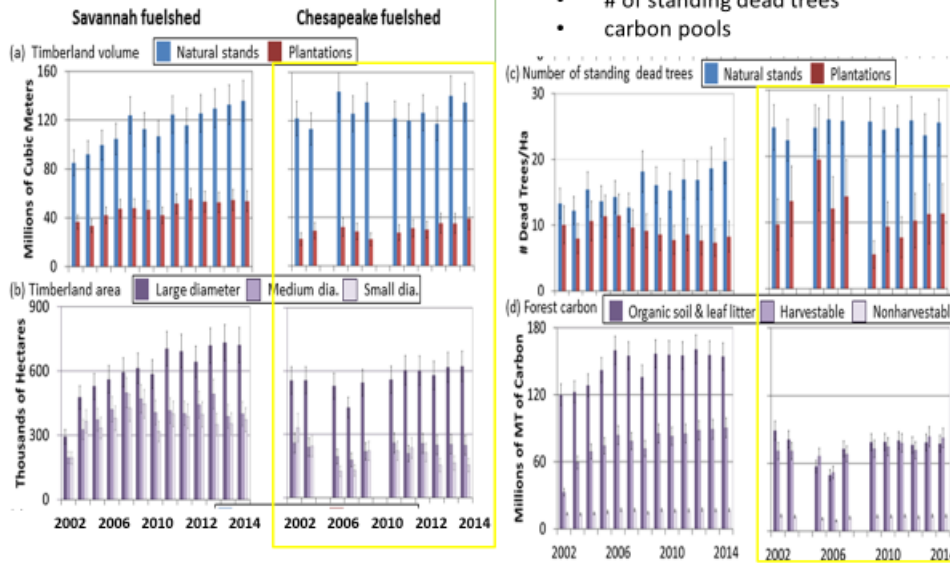 Savannah fuelshed
Chesapeake fuelshed
(a) Timberland volume
Natural stands
Plantations
Millions of Cubic Meters
160
120
80
40
0
(b) Timberland area
Large diameter
Medium dia.
Small dia.
Thousands of Hectares
900
600
300
0
2002 2006 2010 2012 2014
2002 2006 2010 2012 2014
• # of standing dead trees
• carbon pools
(c) Number of standing dead trees
Natural stands
Plantations
# Dead Trees/Ha
30
20
10
0
(d) Forest carbon
Organic soil & leaf litter
Harvestable
Nonharvestabl
Millions of MT of Carbon
180
120
60
0
2002 2006 2010 2014
2002 2006 2010 201